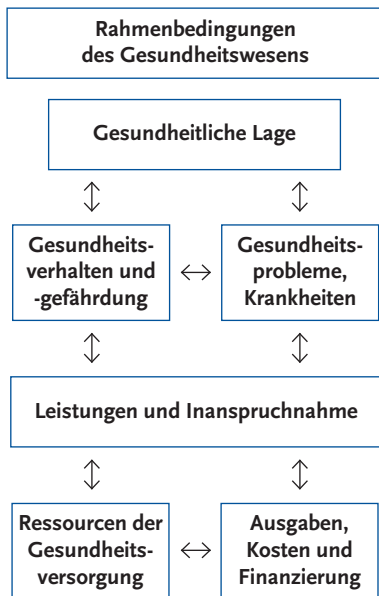 Rahmenbedingungen
des Gesundheitswesens
Gesundheitliche Lage
Gesundheits-
verhalten und
-gefährdung
Gesundheits-
probleme,
Krankheiten
Leistungen und Inanspruchnahme
Ressourcen der
Gesundheits-
versorgung
Ausgaben,
Kosten und
Finanzierung